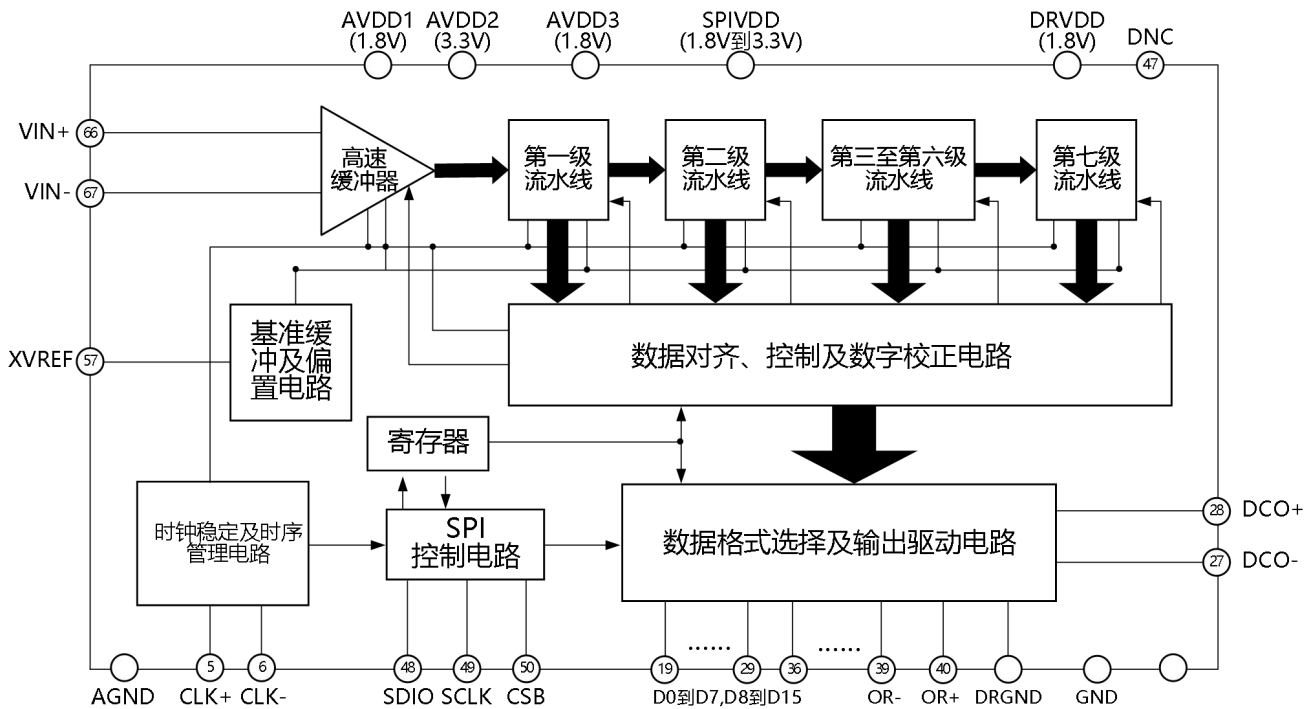 AVDD1 AVDD2 AVDD3 SPIVDD DRVDD DNC
(1.8V) (3.3V) (1.8V) (1.8V到3.3V) (1.8V)
47
VIN+ 66
VIN- 67
高速
缓冲器
第一级
流水线
第二级
流水线
第三至第六级
流水线
第七级
流水线
XVREF 57
基准缓
冲及偏
置电路
数据对齐、控制及数字校正电路
寄存器
时钟稳定及时序
管理电路
SPI
控制电路
数据格式选择及输出驱动电路
28 DCO+
27 DCO-
5 6 48 49 50 19 ...... 29 36 ...... 39 40
AGND CLK+ CLK- SDIO SCLK CSB D0到D7,D8到D15 OR- OR+ DRGND GND